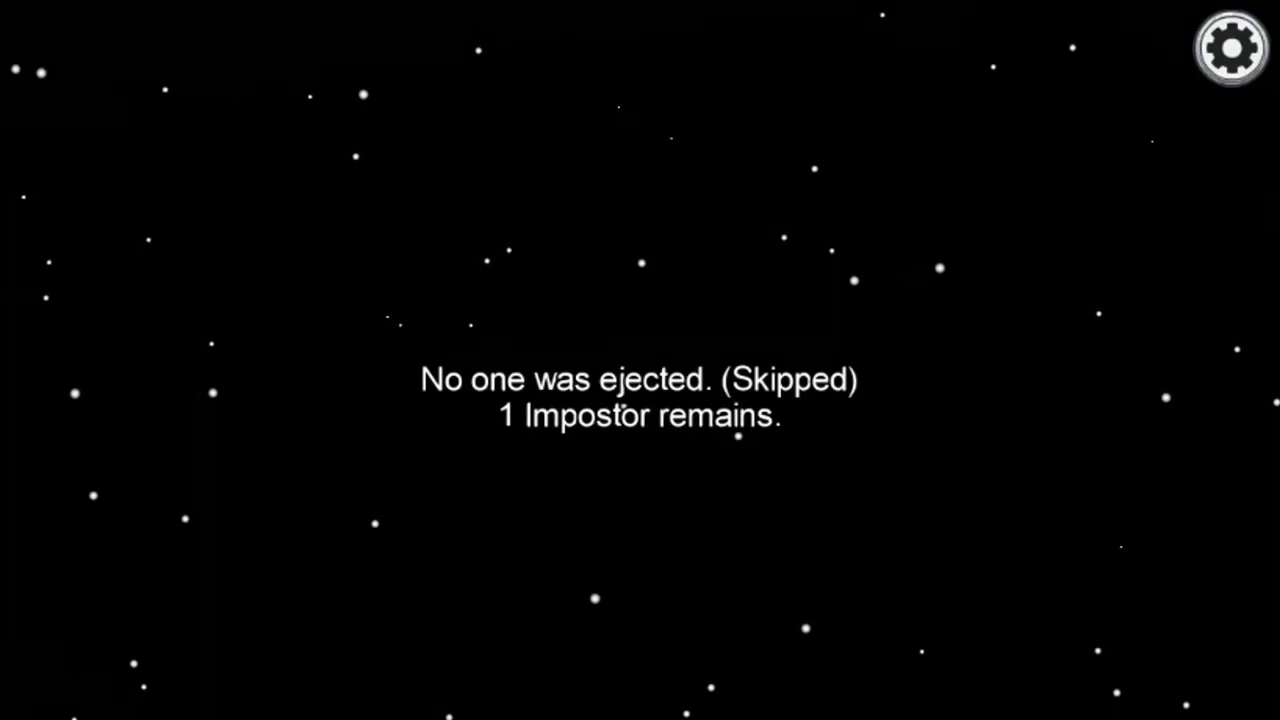 No one was ejected. (Skipped)
1 Impostor remains.